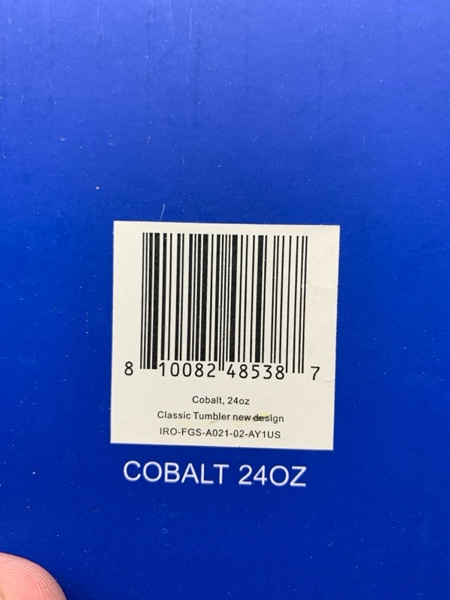 8 10082 48538 7
Cobalt, 24oz
Classic Tumbler new design
IRO-FGS-A021-02-AY1US
COBALT 24OZ